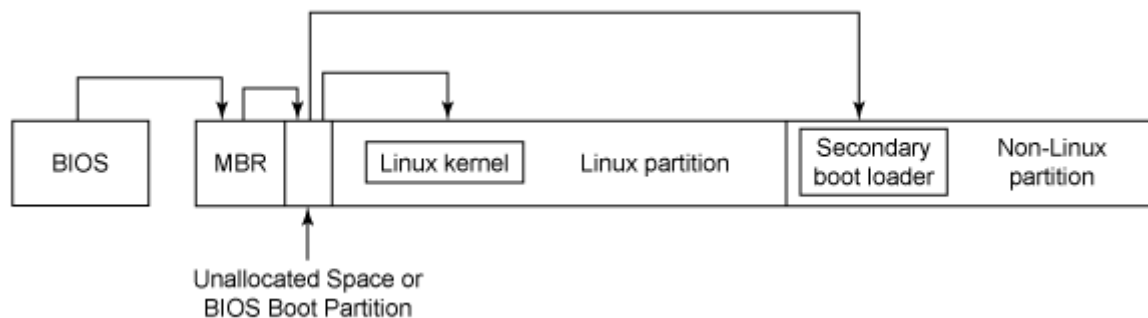 BIOS
MBR
Linux kernel
Linux partition
Secondary
boot loader
Non-Linux
partition
Unallocated Space or
BIOS Boot Partition